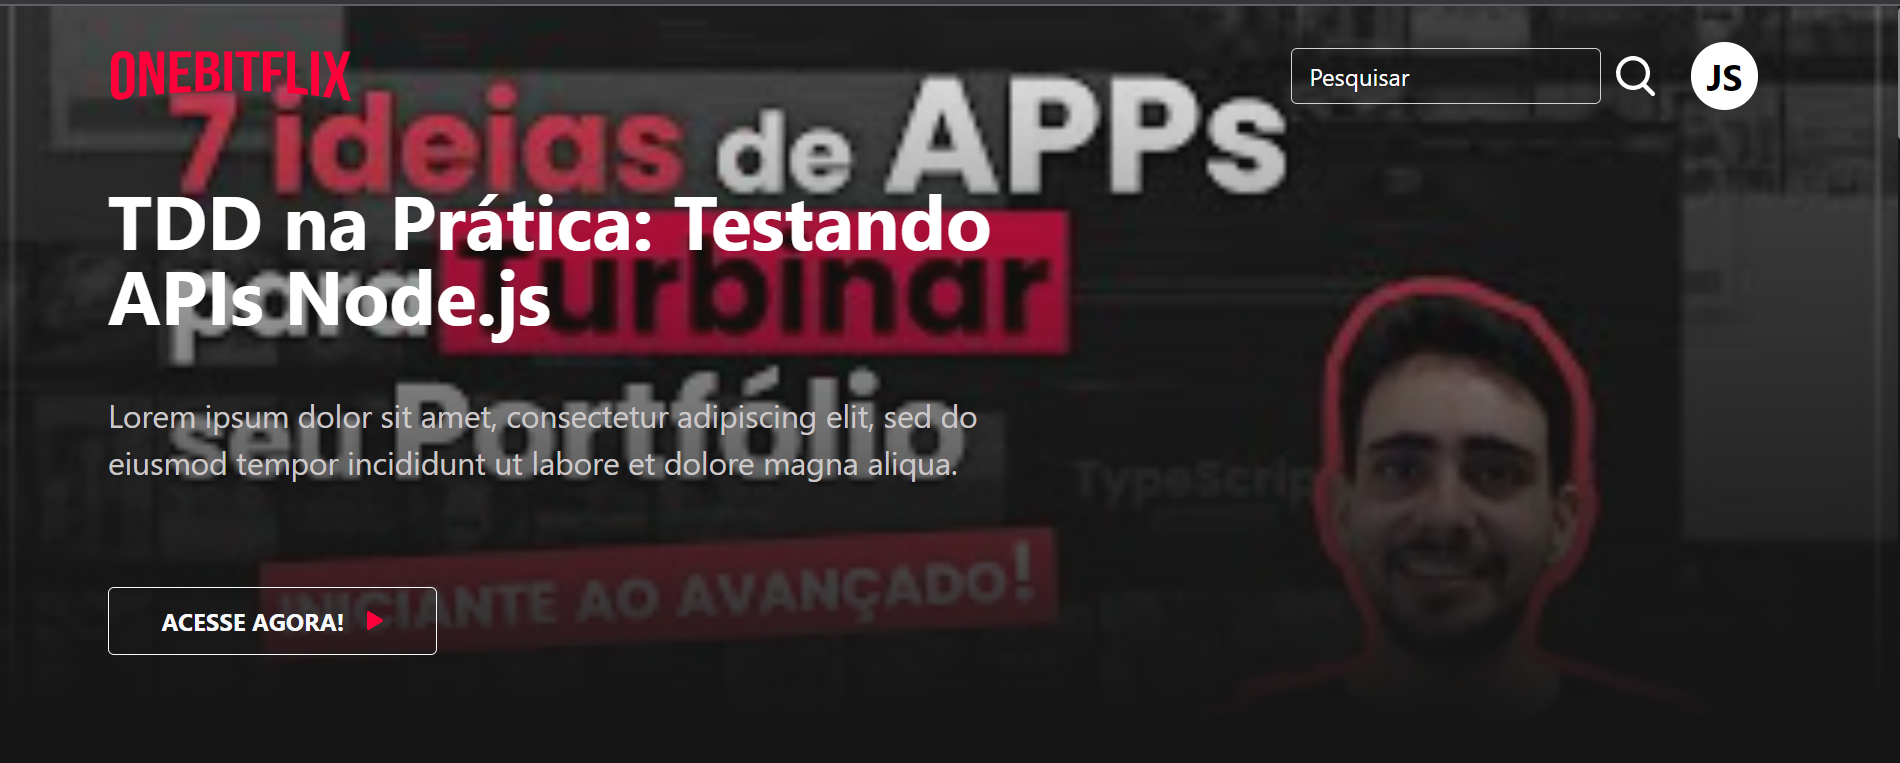 ONEBITFLIX
Pesquisar
JS
7 ideias de APPs
TDD na Prática: Testando
APIs Node.js
para Turbinar
seu Portfólio
Lorem ipsum dolor sit amet, consectetur adipiscing elit, sed do
eiusmod tempor incididunt ut labore et dolore magna aliqua.
TypeScrip
INICIANTE AO AVANÇADO!
ACESSE AGORA!